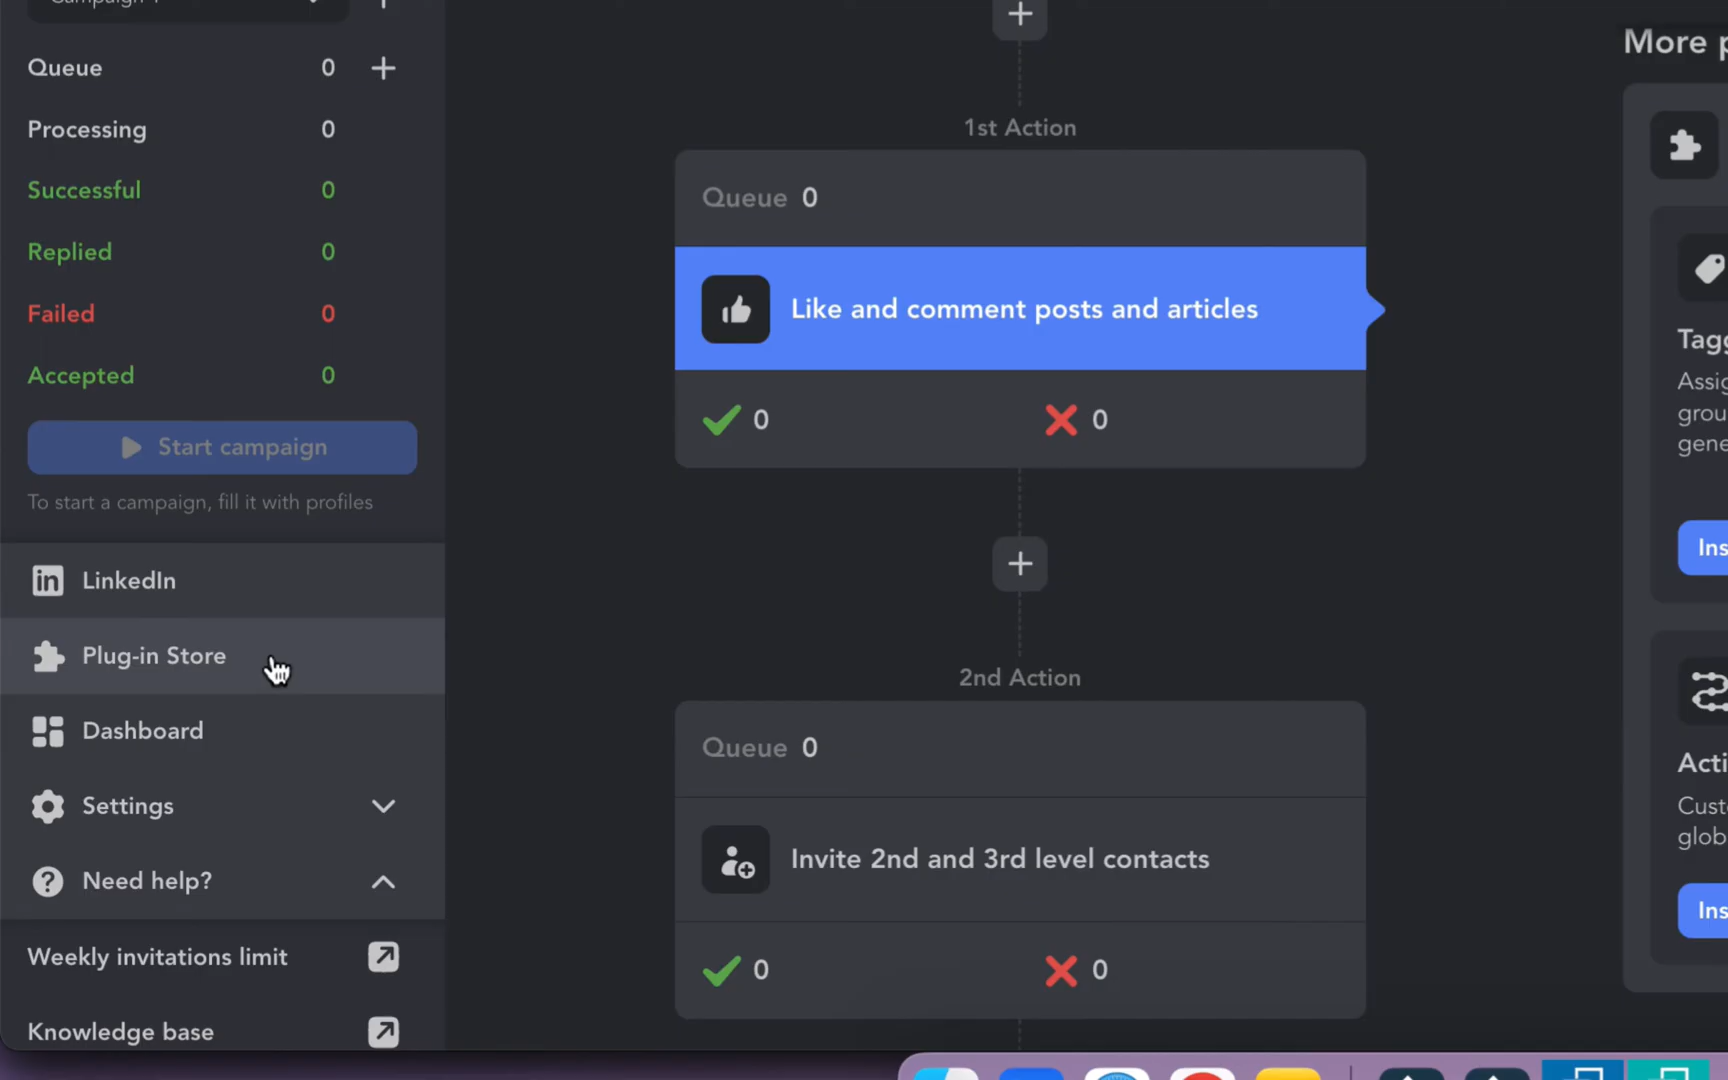 Queue 0
Processing 0
Successful 0
Replied 0
Failed 0
Accepted 0
Start campaign
To start a campaign, fill it with profiles
LinkedIn
Plug-in Store
Dashboard
Settings
Need help?
Weekly invitations limit
Knowledge base
1st Action
Queue 0
Like and comment posts and articles
0 0
2nd Action
Queue 0
Invite 2nd and 3rd level contacts
0 0
More